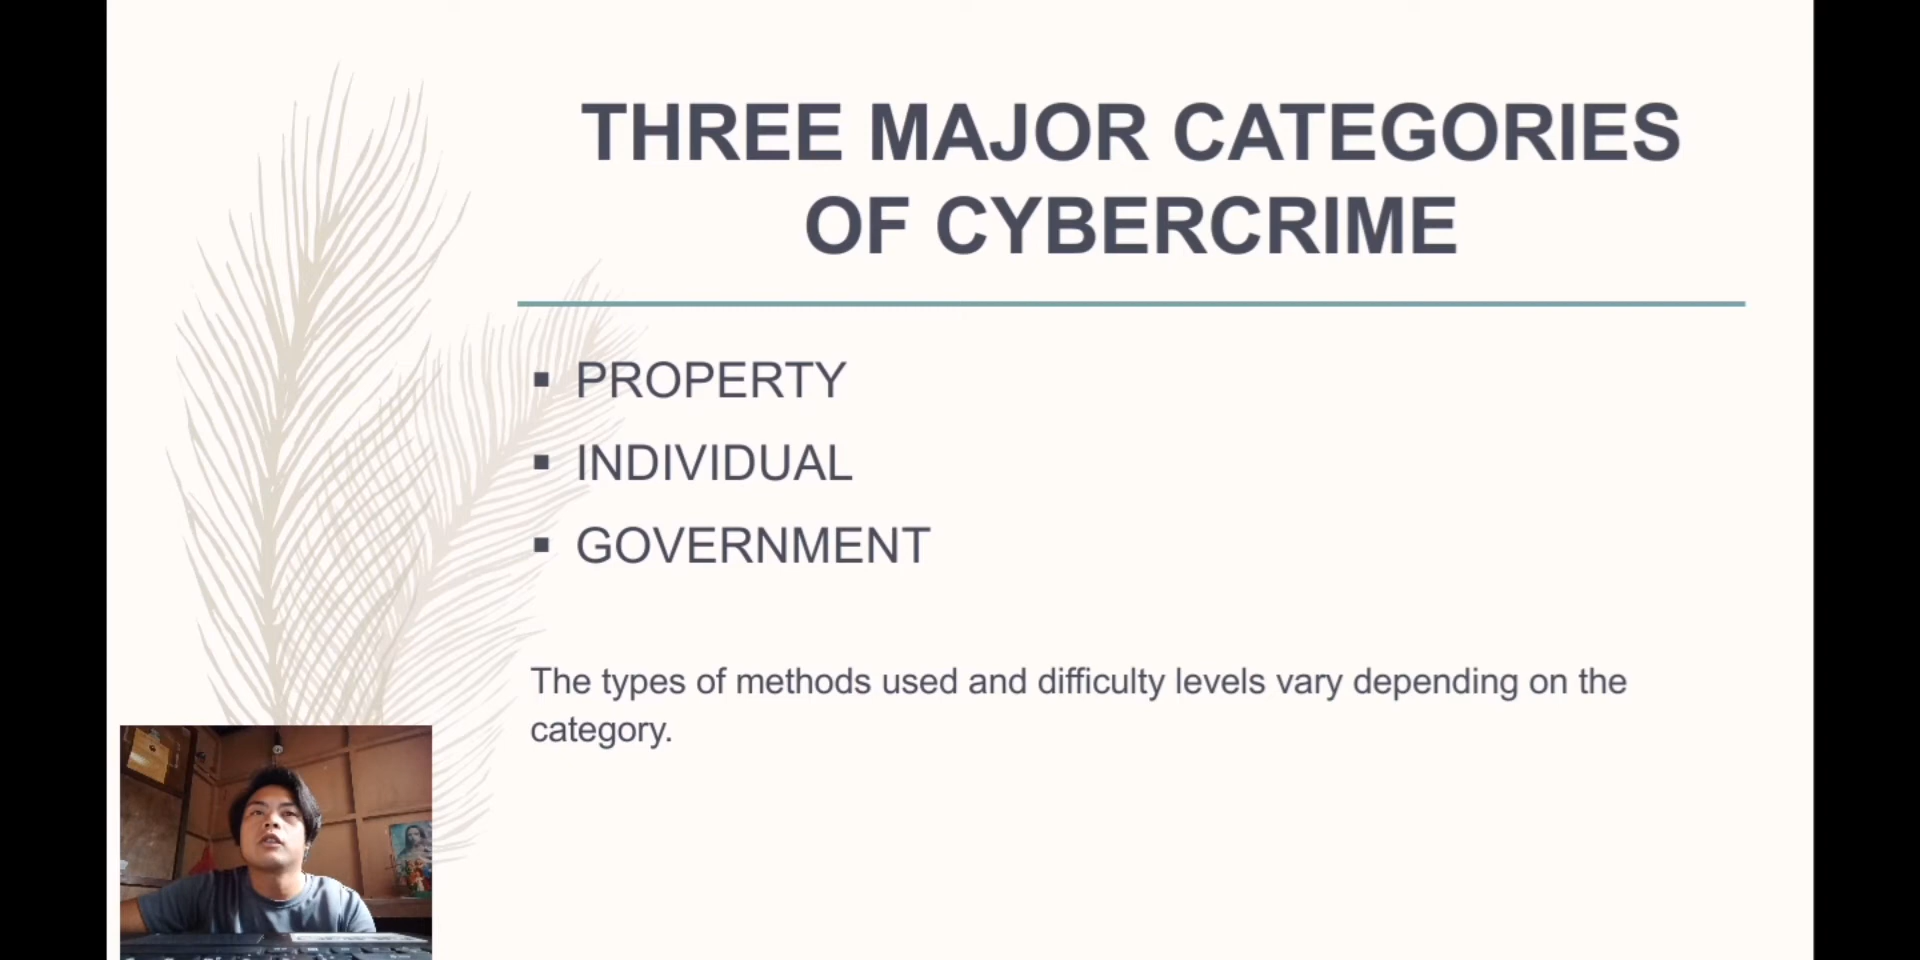 THREE MAJOR CATEGORIES
OF CYBERCRIME
▪ PROPERTY
▪ INDIVIDUAL
▪ GOVERNMENT
The types of methods used and difficulty levels vary depending on the
category.